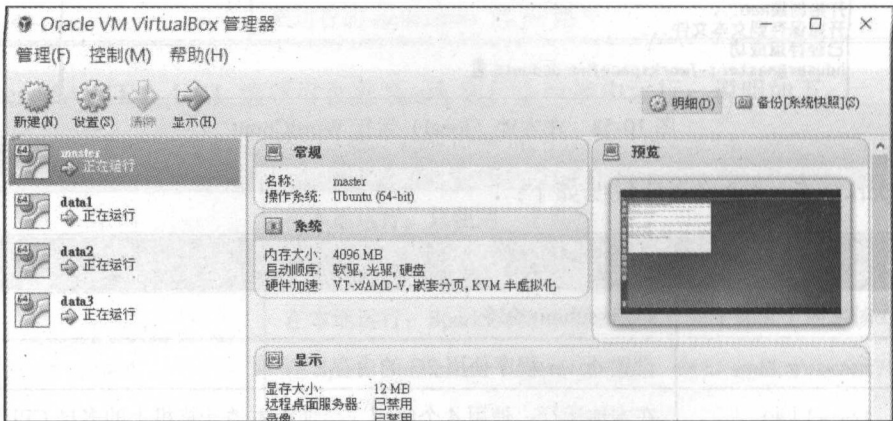 Oracle VM VirtualBox 管理器
管理(F) 控制(M) 帮助(H)
新建(N) 设置(S) 清除 显示(H)
明细(D) 备份[系统快照](S)
master
正在运行
data1
正在运行
data2
正在运行
data3
正在运行
常规
名称: master
操作系统: Ubuntu (64-bit)
系统
内存大小: 4096 MB
启动顺序: 软驱, 光驱, 硬盘
硬件加速: VT-x/AMD-V, 嵌套分页, KVM 半虚拟化
显示
显存大小: 12 MB
远程桌面服务器: 已禁用
录像: 已禁用
预览